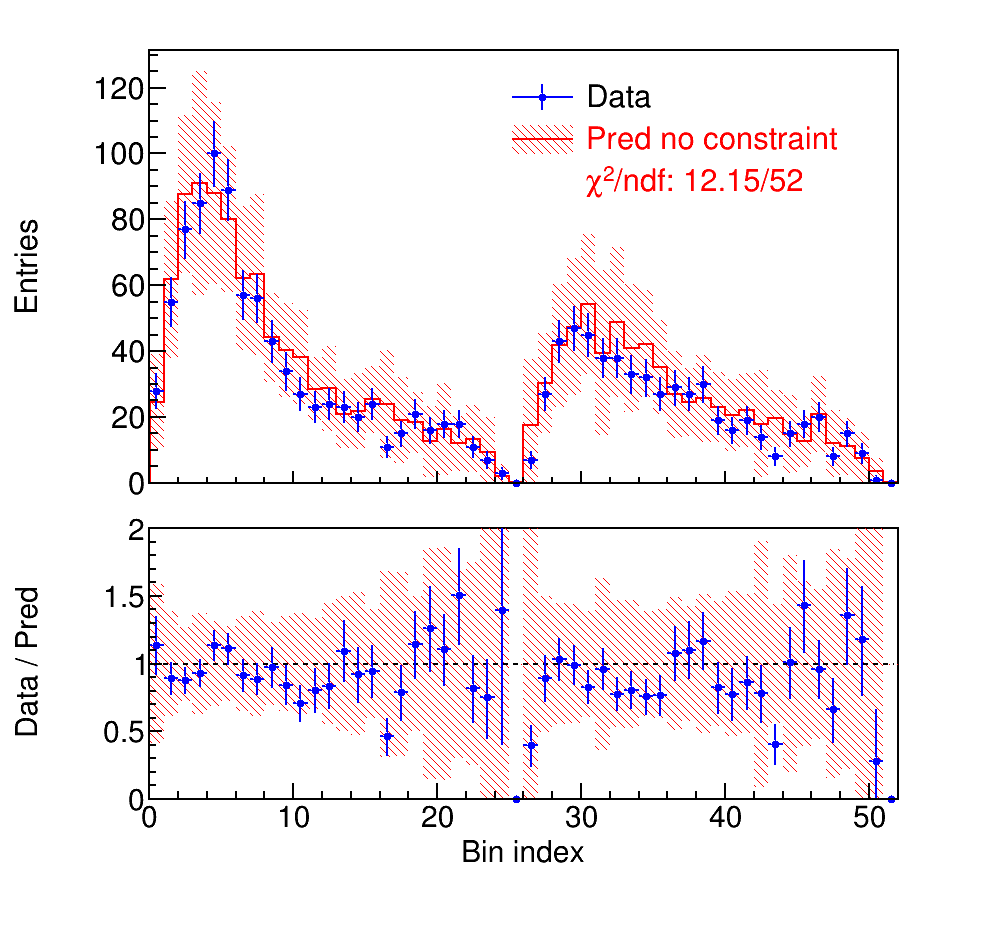 120
100
80
60
40
20
0
Entries
Data
Pred no constraint
χ²/ndf: 12.15/52
2
1.5
1
0.5
0
Data / Pred
0 10 20 30 40 50
Bin index